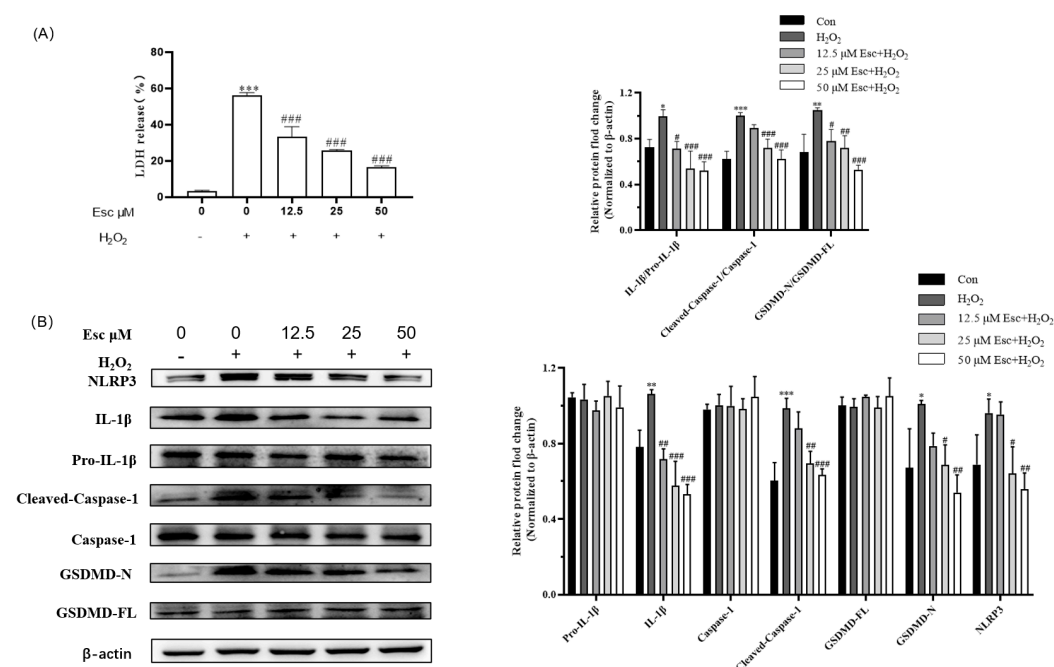 (A)
LDH release( %)
80
60
40
20
0
***
###
###
###
Esc μM 0 0 12.5 25 50
H2O2 - + + + +
Con
H2O2
12.5 μM Esc+H2O2
25 μM Esc+H2O2
50 μM Esc+H2O2
Relative protein flod change
(Normalized to β-actin)
1.2
0.8
0.4
0.0
* # ### ###
*** ### ###
** # ## ###
IL-1β/Pro-IL-1β
Cleaved-Caspase-1/Caspase-1
GSDMD-N/GSDMD-FL
(B)
Esc μM 0 0 12.5 25 50
H2O2 - + + + +
NLRP3
IL-1β
Pro-IL-1β
Cleaved-Caspase-1
Caspase-1
GSDMD-N
GSDMD-FL
β-actin
Con
H2O2
12.5 μM Esc+H2O2
25 μM Esc+H2O2
50 μM Esc+H2O2
Relative protein flod change
(Normalized to β-actin)
1.2
0.8
0.4
0.0
** ## ### ###
*** ## ###
* # ##
* # ##
Pro-IL-1β
IL-1β
Caspase-1
Cleaved-Caspase-1
GSDMD-FL
GSDMD-N
NLRP3